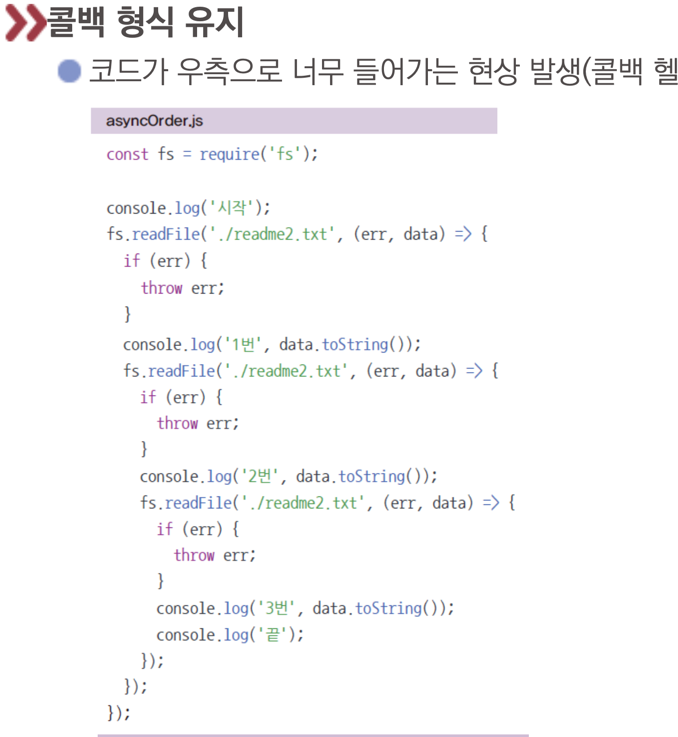 콜백 형식 유지
코드가 우측으로 너무 들어가는 현상 발생(콜백 헬
asyncOrder.js
const fs = require('fs');
console.log('시작');
fs.readFile('./readme2.txt', (err, data) => {
  if (err) {
    throw err;
  }
  console.log('1번', data.toString());
  fs.readFile('./readme2.txt', (err, data) => {
    if (err) {
      throw err;
    }
    console.log('2번', data.toString());
    fs.readFile('./readme2.txt', (err, data) => {
      if (err) {
        throw err;
      }
      console.log('3번', data.toString());
      console.log('끝');
    });
  });
});